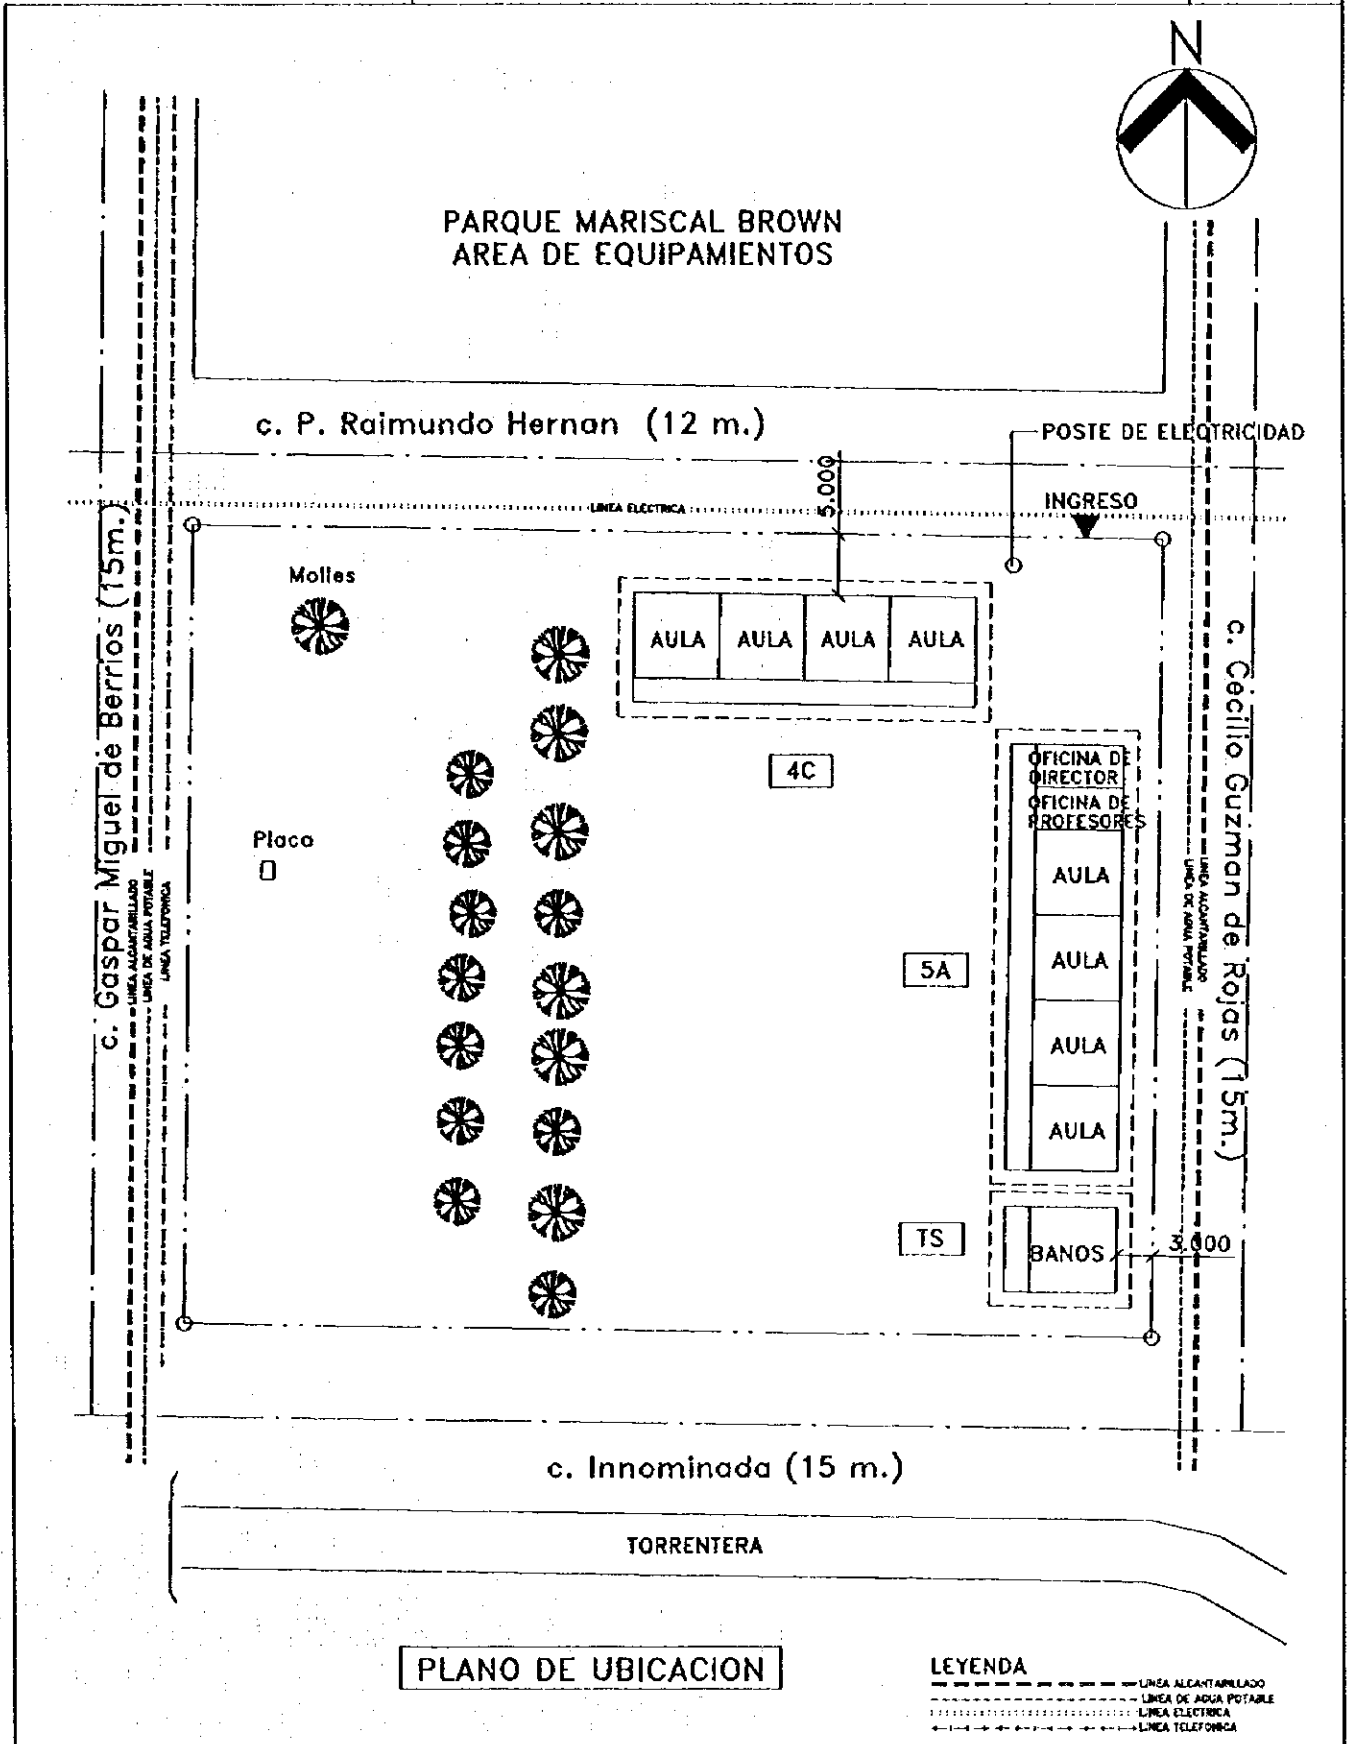 N
PARQUE MARISCAL BROWN
AREA DE EQUIPAMIENTOS
c. P. Raimundo Hernan (12 m.)
POSTE DE ELECTRICIDAD
5.000
LINEA ELECTRICA
INGRESO
Molles
AULA
AULA
AULA
AULA
c. Gaspar Miguel de Berrios (15m.)
c. Cecilio Guzman de Rojas (15m.)
4C
OFICINA DE
DIRECTOR
OFICINA DE
PROFESORES
Placa
AULA
LINEA ALCANTARILLADO
LINEA DE AGUA POTABLE
LINEA TELEFONICA
LINEA DE AGUA POTABLE
LINEA ALCANTARILLADO
AULA
5A
AULA
AULA
TS
BANOS
3.000
c. Innominada (15 m.)
TORRENTERA
PLANO DE UBICACION
LEYENDA
LINEA ALCANTARILLADO
LINEA DE AGUA POTABLE
LINEA ELECTRICA
LINEA TELEFONICA